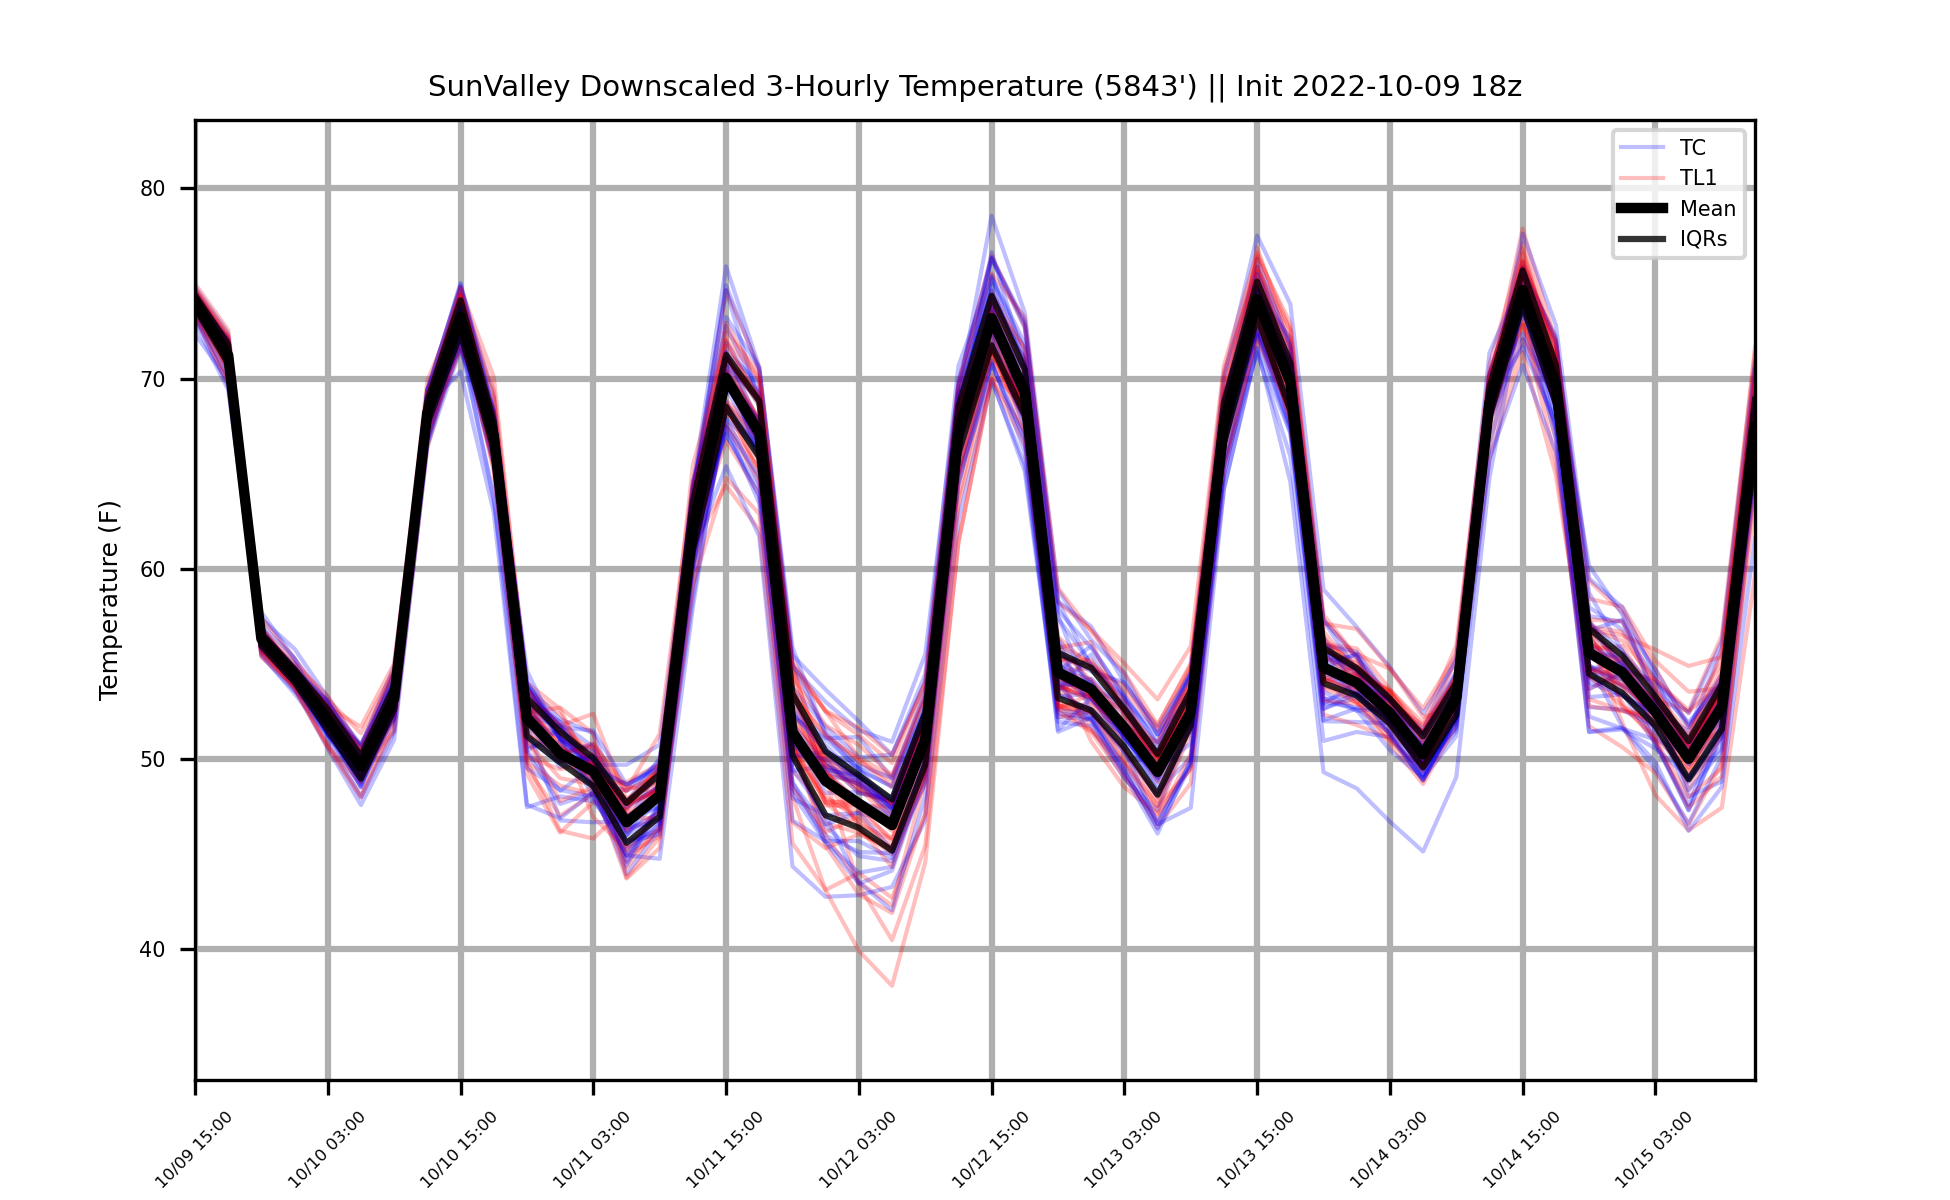 SunValley Downscaled 3-Hourly Temperature (5843') || Init 2022-10-09 18z
TC
TL1
Mean
IQRs
Temperature (F)
80
70
60
50
40
10/09 15:00
10/10 03:00
10/10 15:00
10/11 03:00
10/11 15:00
10/12 03:00
10/12 15:00
10/13 03:00
10/13 15:00
10/14 03:00
10/14 15:00
10/15 03:00